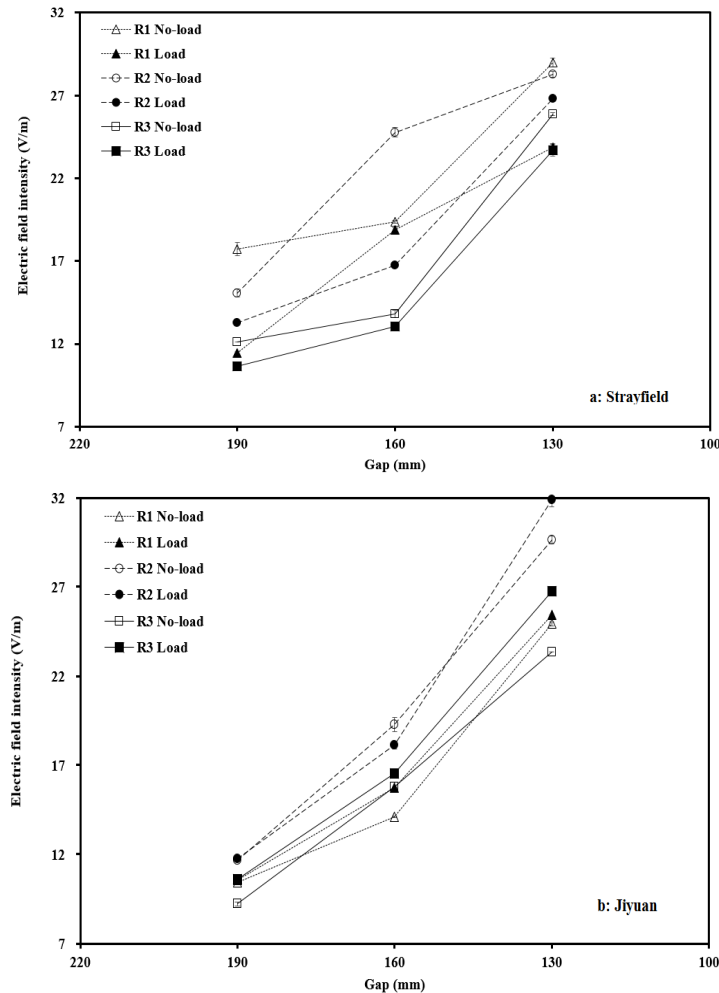 Electric field intensity (V/m)
32
27
22
17
12
7
R1 No-load
R1 Load
R2 No-load
R2 Load
R3 No-load
R3 Load
a: Strayfield
220
190
160
130
100
Gap (mm)
Electric field intensity (V/m)
32
27
22
17
12
7
R1 No-load
R1 Load
R2 No-load
R2 Load
R3 No-load
R3 Load
b: Jiyuan
220
190
160
130
100
Gap (mm)